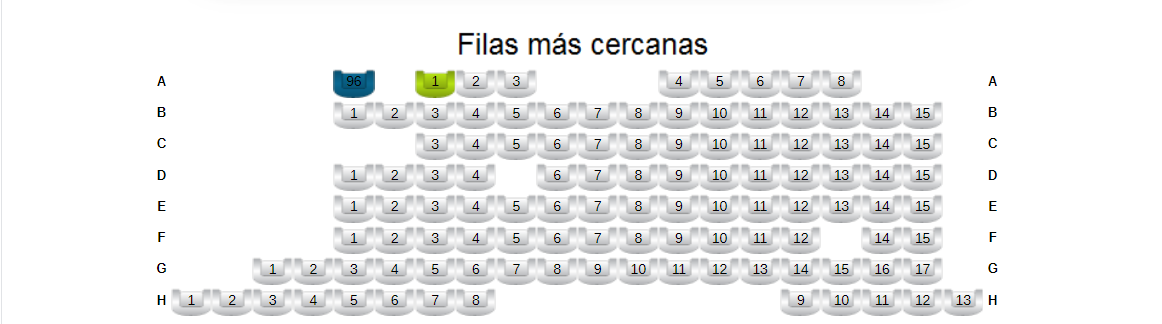 Filas más cercanas
A 96 1 2 3 4 5 6 7 8 A
B 1 2 3 4 5 6 7 8 9 10 11 12 13 14 15 B
C 3 4 5 6 7 8 9 10 11 12 13 14 15 C
D 1 2 3 4 6 7 8 9 10 11 12 13 14 15 D
E 1 2 3 4 5 6 7 8 9 10 11 12 13 14 15 E
F 1 2 3 4 5 6 7 8 9 10 11 12 14 15 F
G 1 2 3 4 5 6 7 8 9 10 11 12 13 14 15 16 17 G
H 1 2 3 4 5 6 7 8 9 10 11 12 13 H